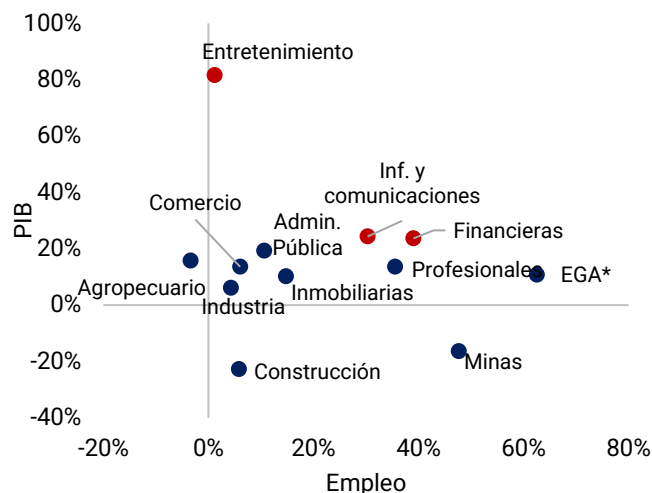 100%
80%
60%
40%
20%
0%
-20%
-40%
PIB
Entretenimiento
Inf. y
comunicaciones
Comercio
Admin.
Pública
Financieras
Profesionales
EGA*
Agropecuario
Industria
Inmobiliarias
Construcción
Minas
-20%
0%
20%
40%
60%
80%
Empleo